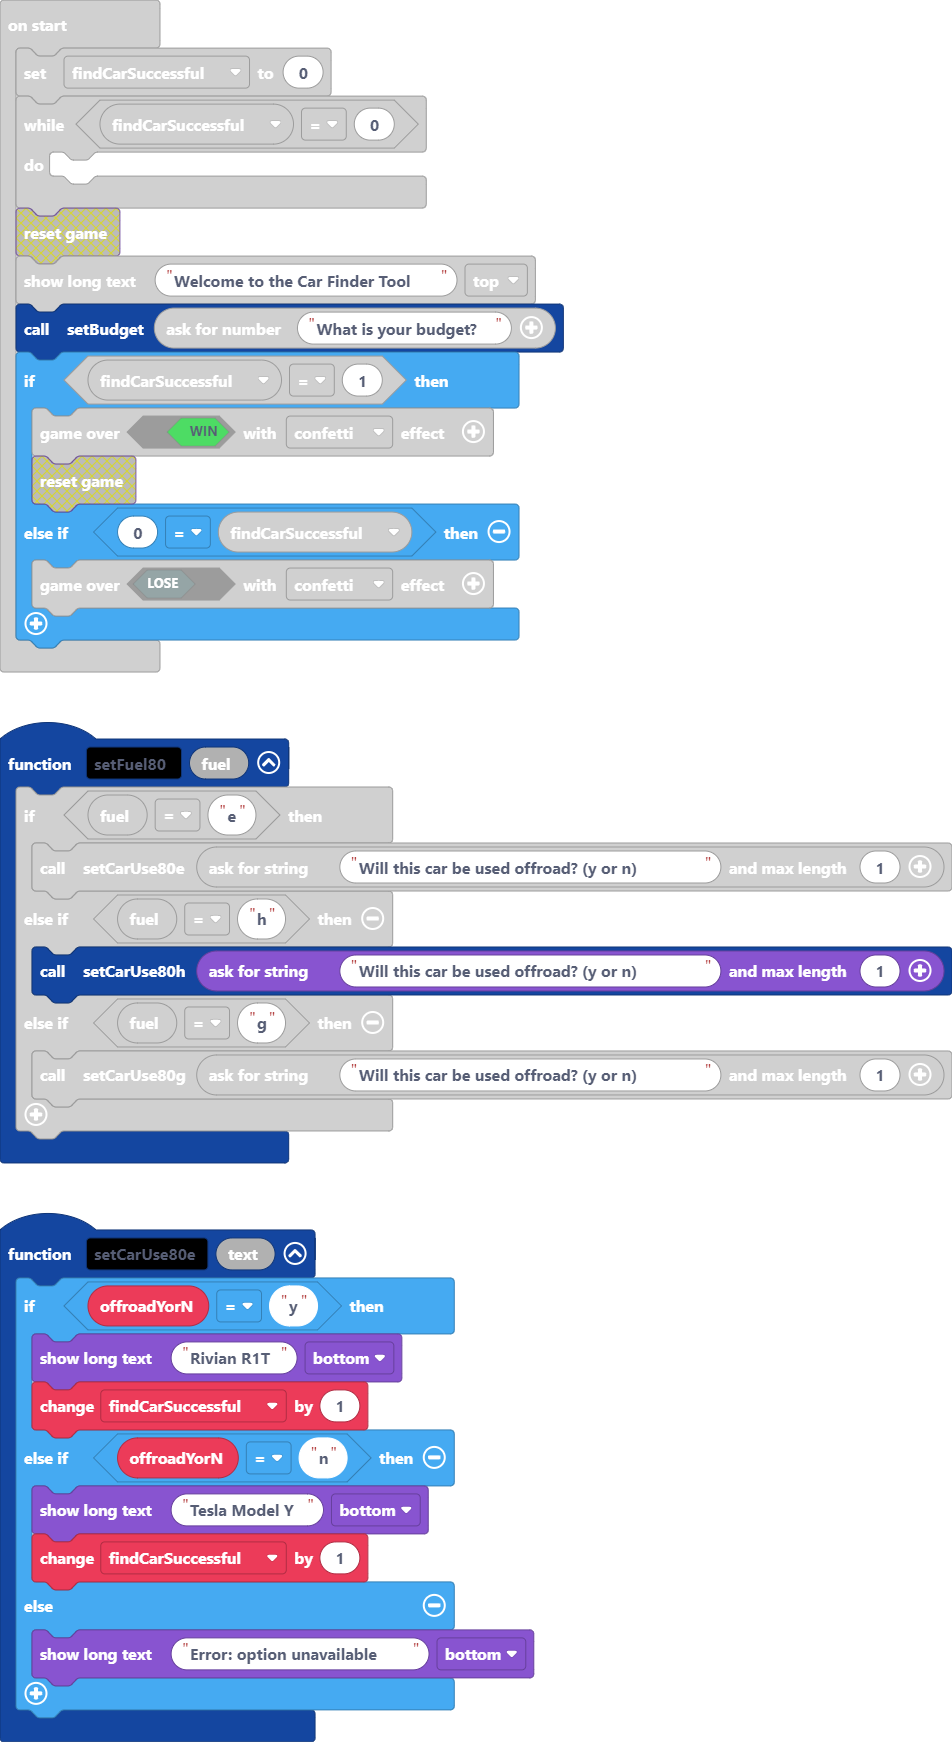 on start
set findCarSuccessful to 0
while findCarSuccessful = 0
do
reset game
show long text "Welcome to the Car Finder Tool" top
call setBudget ask for number "What is your budget?"
if findCarSuccessful = 1 then
game over WIN with confetti effect
reset game
else if 0 = findCarSuccessful then
game over LOSE with confetti effect
function setFuel80 fuel
if fuel = "e" then
call setCarUse80e ask for string "Will this car be used offroad? (y or n)" and max length 1
else if fuel = "h" then
call setCarUse80h ask for string "Will this car be used offroad? (y or n)" and max length 1
else if fuel = "g" then
call setCarUse80g ask for string "Will this car be used offroad? (y or n)" and max length 1
function setCarUse80e text
if offroadYorN = "y" then
show long text "Rivian R1T" bottom
change findCarSuccessful by 1
else if offroadYorN = "n" then
show long text "Tesla Model Y" bottom
change findCarSuccessful by 1
else
show long text "Error: option unavailable" bottom